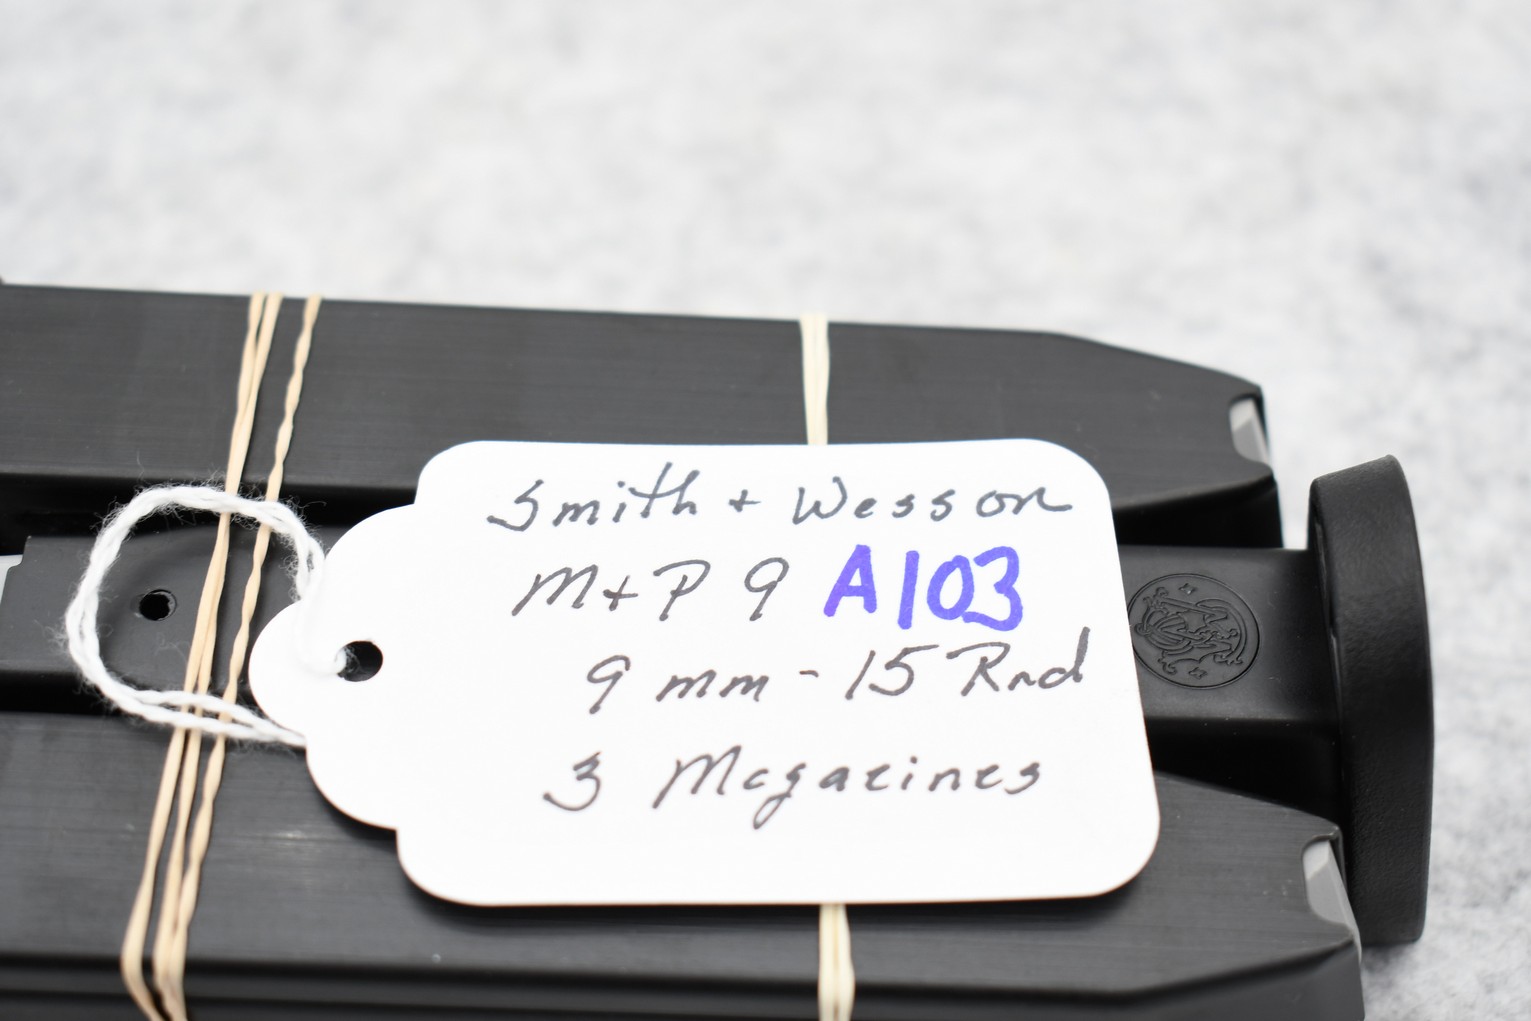 Smith + Wesson
M+P 9 A103
9 mm - 15 Rnd
3 Magazines